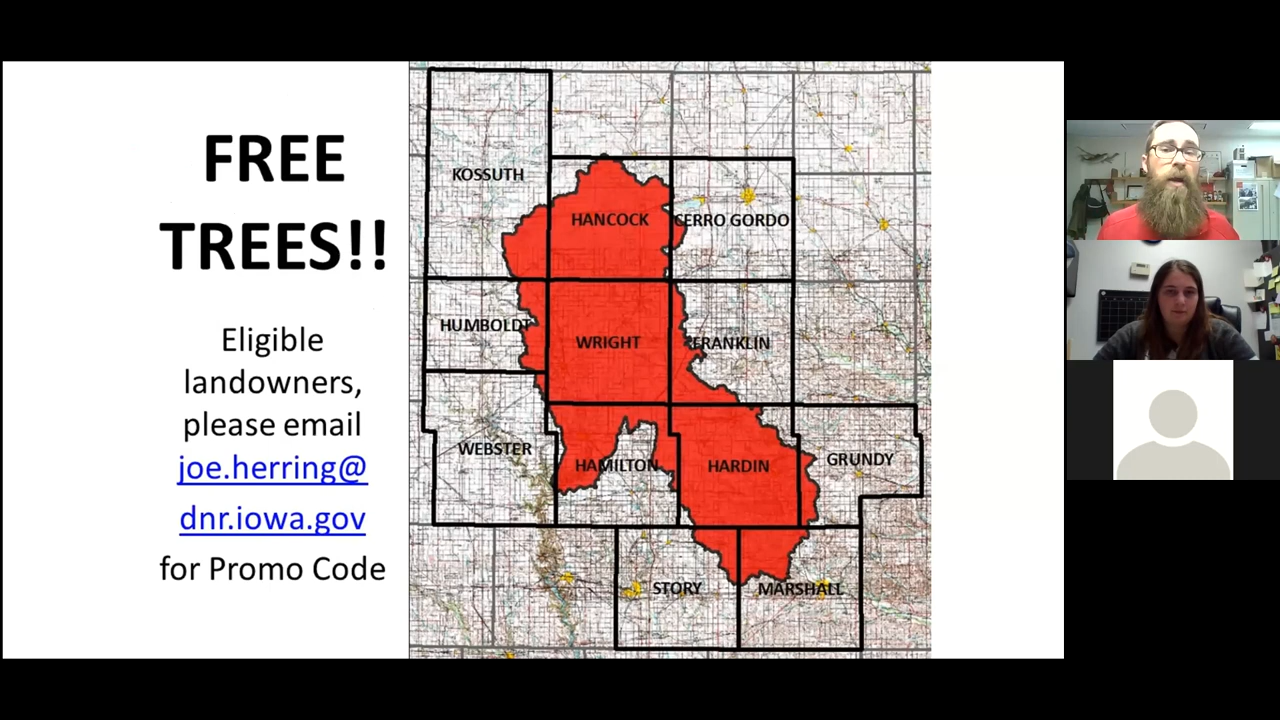 FREE
TREES!!
Eligible
landowners,
please email
joe.herring@
dnr.iowa.gov
for Promo Code
KOSSUTH
HANCOCK
CERRO GORDO
HUMBOLDT
WRIGHT
FRANKLIN
WEBSTER
HAMILTON
HARDIN
GRUNDY
STORY
MARSHALL